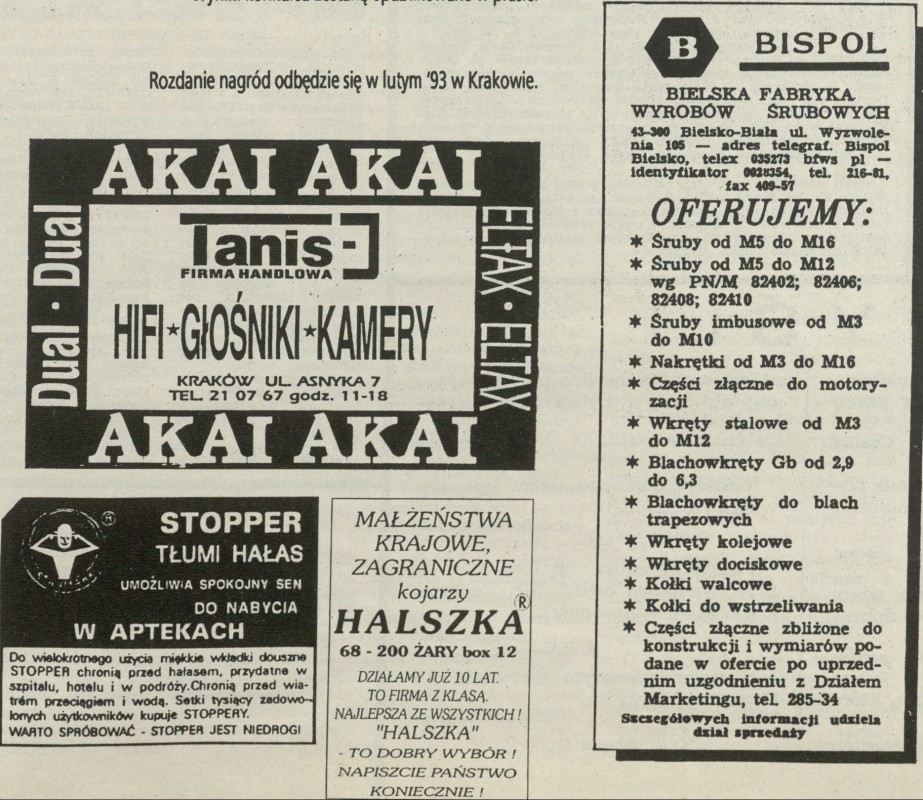 Rozdanie nagród odbędzie się w lutym '93 w Krakowie.
AKAI AKAI
Dual · Dual
Tanis-J
FIRMA HANDLOWA
HIFI*GŁOŚNIKI*KAMERY
KRAKÓW UL. ASNYKA 7
TEL. 21 07 67 godz. 11-18
ELTAX · ELTAX
AKAI AKAI
®
STOPPER
TŁUMI HAŁAS
UMOŻLIWIA SPOKOJNY SEN
DO NABYCIA
W APTEKACH
Do wielokrotnego użycia miękkie wkładki douszne
STOPPER chronią przed hałasem, przydatne w
szpitalu, hotelu i w podróży.Chronią przed wia-
trem przeciągiem i wodą. Setki tysięcy zadowo-
lonych użytkowników kupuje STOPPERY.
WARTO SPRÓBOWAĆ - STOPPER JEST NIEDROGI
MAŁŻEŃSTWA
KRAJOWE,
ZAGRANICZNE
kojarzy
HALSZKA®
68 - 200 ŻARY box 12
DZIAŁAMY JUŻ 10 LAT.
TO FIRMA Z KLASĄ.
NAJLEPSZA ZE WSZYSTKICH !
"HALSZKA"
- TO DOBRY WYBÓR !
NAPISZCIE PAŃSTWO
KONIECZNIE !
B BISPOL
BIELSKA FABRYKA
WYROBÓW ŚRUBOWYCH
43-300 Bielsko-Biała ul. Wyzwole-
nia 105 — adres telegraf. Bispol
Bielsko, telex 035273 bfws pl —
identyfikator 0028354, tel. 216-81,
fax 409-57
OFERUJEMY:
* Śruby od M5 do M16
* Śruby od M5 do M12
wg PN/M 82402; 82406;
82408; 82410
* Śruby imbusowe od M3
do M10
* Nakrętki od M3 do M16
* Części złączne do motory-
zacji
* Wkręty stalowe od M3
do M12
* Blachowkręty Gb od 2,9
do 6,3
* Blachowkręty do blach
trapezowych
* Wkręty kolejowe
* Wkręty dociskowe
* Kołki walcowe
* Kołki do wstrzeliwania
* Części złączne zbliżone do
konstrukcji i wymiarów po-
dane w ofercie po uprzed-
nim uzgodnieniu z Działem
Marketingu, tel. 285-34
Szczegółowych informacji udziela
dział sprzedaży